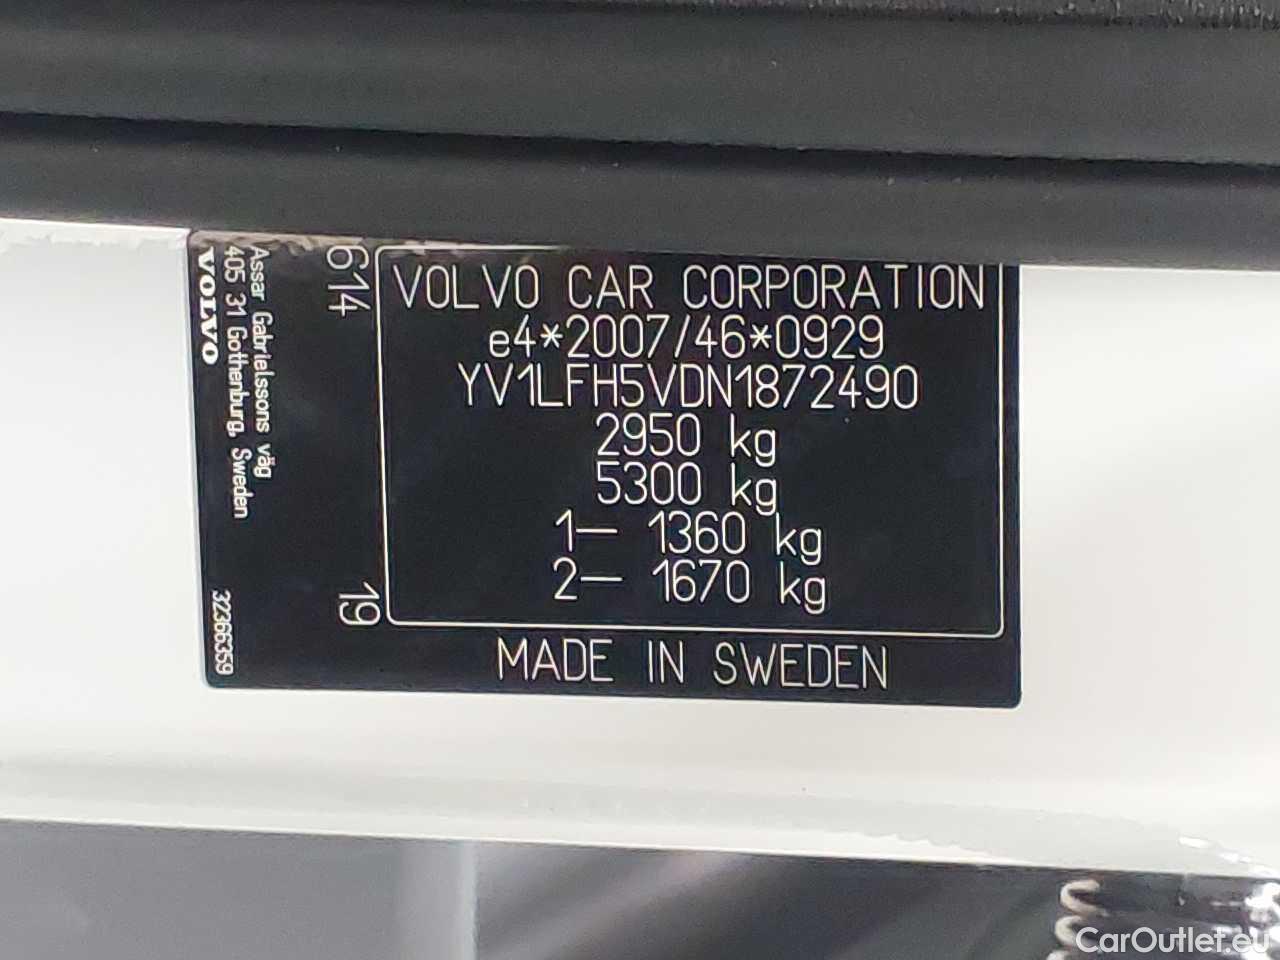 VOLVO
405 31 Gothenburg, Sweden
Assar Gabrielssons väg
32366359
614
19
VOLVO CAR CORPORATION
e4*2007/46*0929
YV1LFH5VDN1872490
2950 kg
5300 kg
1— 1360 kg
2— 1670 kg
MADE IN SWEDEN
CarOutlet.eu